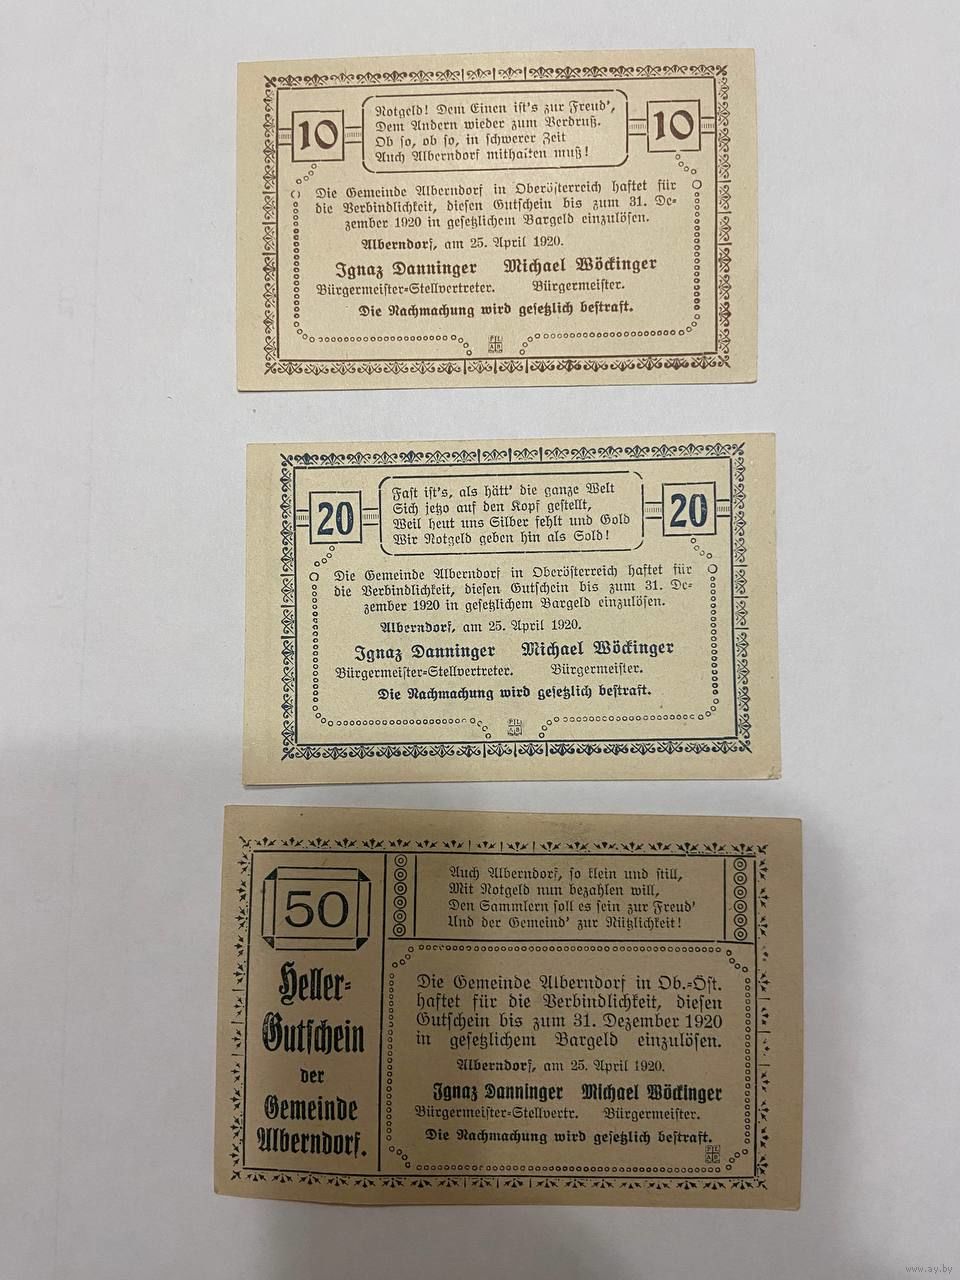 10
Notgeld! Dem Einen ist's zur Freud',
Dem Andern wieder zum Verdruß.
Ob so, ob so, in schwerer Zeit
Auch Alberndorf mithalten muß!
10
Die Gemeinde Alberndorf in Oberösterreich haftet für
die Verbindlichkeit, diesen Gutschein bis zum 31. De-
zember 1920 in gesetzlichem Bargeld einzulösen.
Alberndorf, am 25. April 1920.
Ignaz Danninger Michael Wöckinger
Bürgermeister-Stellvertreter. Bürgermeister.
Die Nachmachung wird gesetzlich bestraft.
20
Fast ist's, als hätt' die ganze Welt
Sich jetzo auf den Kopf gestellt,
Weil heut uns Silber fehlt und Gold
Wir Notgeld geben hin als Sold!
20
Die Gemeinde Alberndorf in Oberösterreich haftet für
die Verbindlichkeit, diesen Gutschein bis zum 31. De-
zember 1920 in gesetzlichem Bargeld einzulösen.
Alberndorf, am 25. April 1920.
Ignaz Danninger Michael Wöckinger
Bürgermeister-Stellvertreter. Bürgermeister.
Die Nachmachung wird gesetzlich bestraft.
50
Heller-
Gutschein
der
Gemeinde
Alberndorf.
Auch Alberndorf, so klein und still,
Mit Notgeld nun bezahlen will,
Den Sammlern soll es sein zur Freud'
Und der Gemeind' zur Nützlichkeit!
Die Gemeinde Alberndorf in Ob.-Öst.
haftet für die Verbindlichkeit, diesen
Gutschein bis zum 31. Dezember 1920
in gesetzlichem Bargeld einzulösen.
Alberndorf, am 25. April 1920.
Ignaz Danninger Michael Wöckinger
Bürgermeister-Stellvertr. Bürgermeister.
Die Nachmachung wird gesetzlich bestraft.
www.ay.by